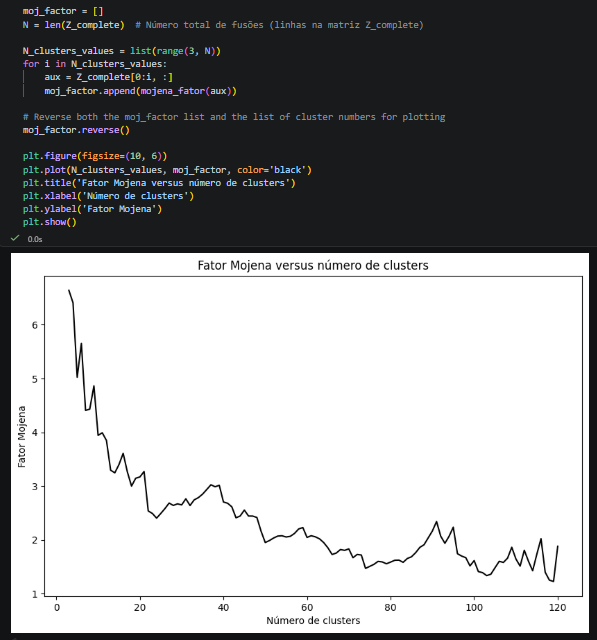 moj_factor = []
N = len(Z_complete)  # Número total de fusões (linhas na matriz Z_complete)
N_clusters_values = list(range(3, N))
for i in N_clusters_values:
    aux = Z_complete[0:i, :]
    moj_factor.append(mojena_fator(aux))
# Reverse both the moj_factor list and the list of cluster numbers for plotting
moj_factor.reverse()
plt.figure(figsize=(10, 6))
plt.plot(N_clusters_values, moj_factor, color='black')
plt.title('Fator Mojena versus número de clusters')
plt.xlabel('Número de clusters')
plt.ylabel('Fator Mojena')
plt.show()
0.0s
Fator Mojena versus número de clusters
Fator Mojena
6
5
4
3
2
1
0 20 40 60 80 100 120
Número de clusters